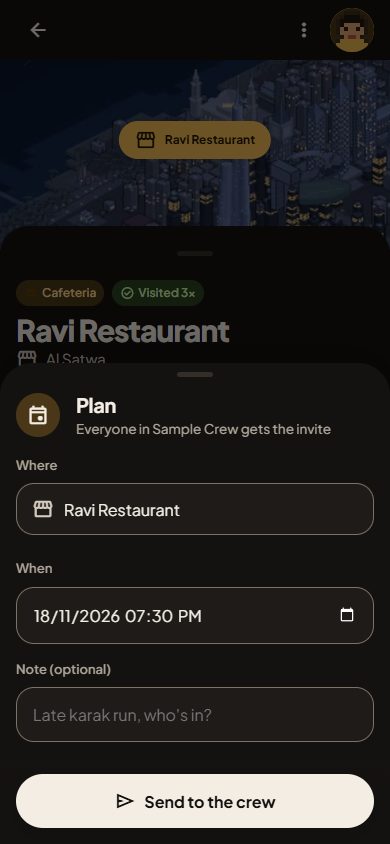 Ravi Restaurant
Cafeteria
Visited 3×
Ravi Restaurant
Al Satwa
Plan
Everyone in Sample Crew gets the invite
Where
Ravi Restaurant
When
18/11/2026 07:30 PM
Note (optional)
Late karak run, who's in?
Send to the crew